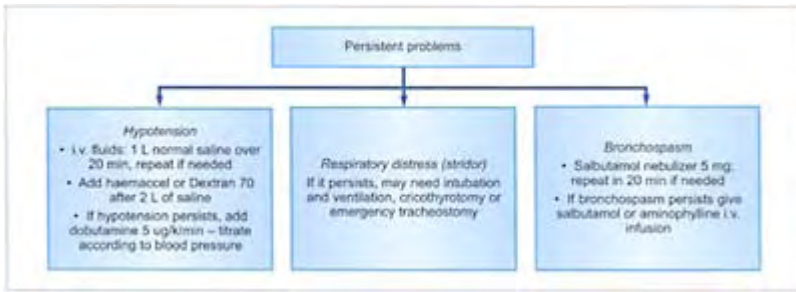 Persistent problems
Hypotension
• i.v. fluids: 1 L normal saline over
20 min, repeat if needed
• Add haemaccel or Dextran 70
after 2 L of saline
• If hypotension persists, add
dobutamine 5 ug/k/min – titrate
according to blood pressure
Respiratory distress (stridor)
If it persists, may need intubation
and ventilation, cricothyrotomy or
emergency tracheostomy
Bronchospasm
• Salbutamol nebulizer 5 mg;
repeat in 20 min if needed
• If bronchospasm persists give
salbutamol or aminophylline i.v.
infusion